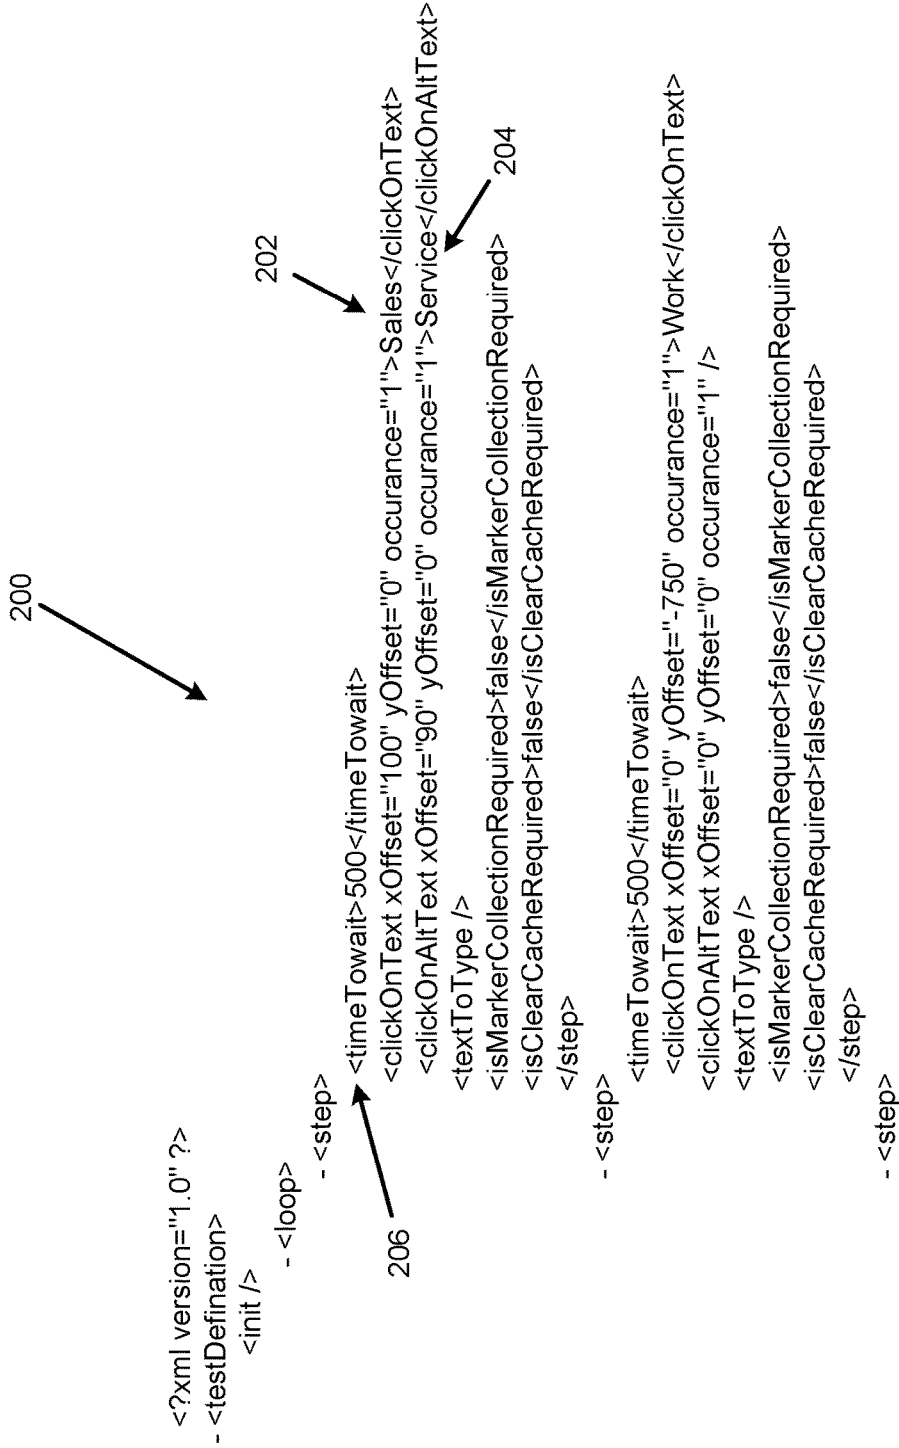 200
<?xml version="1.0" ?>
- <testDefination>
<init />
- <loop>
- <step>
<timeTowait>500</timeTowait>
202
<clickOnText xOffset="100" yOffset="0" occurance="1">Sales</clickOnText>
<clickOnAltText xOffset="90" yOffset="0" occurance="1">Service</clickOnAltText>
206
204
<textToType />
<isMarkerCollectionRequired>false</isMarkerCollectionRequired>
<isClearCacheRequired>false</isClearCacheRequired>
</step>
- <step>
<timeTowait>500</timeTowait>
<clickOnText xOffset="0" yOffset="-750" occurance="1">Work</clickOnText>
<clickOnAltText xOffset="0" yOffset="0" occurance="1" />
<textToType />
<isMarkerCollectionRequired>false</isMarkerCollectionRequired>
<isClearCacheRequired>false</isClearCacheRequired>
</step>
- <step>